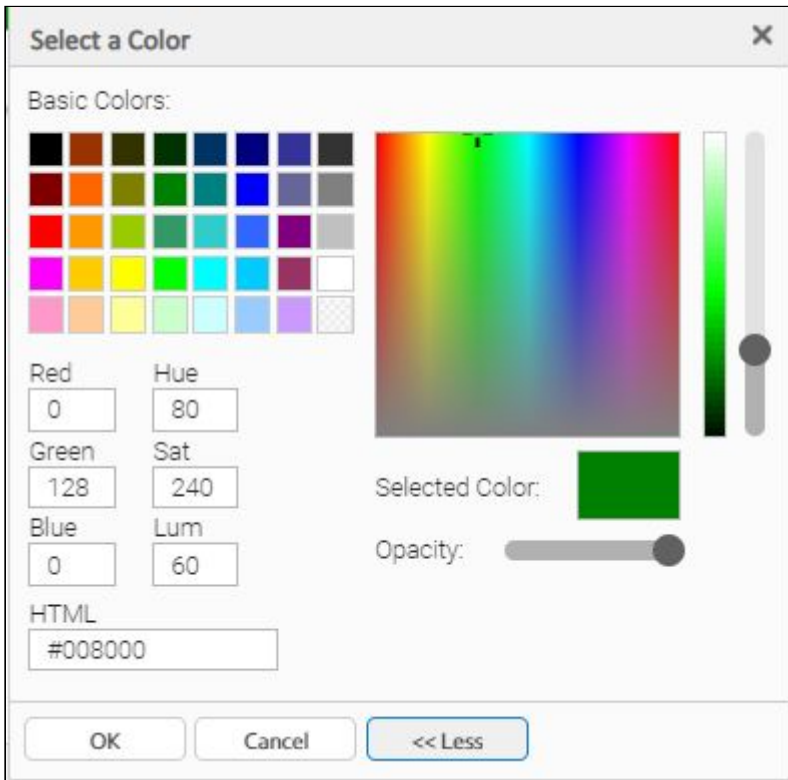 Select a Color
Basic Colors:
Red Hue
0 80
Green Sat
128 240
Blue Lum
0 60
HTML
#008000
Selected Color:
Opacity:
OK Cancel << Less